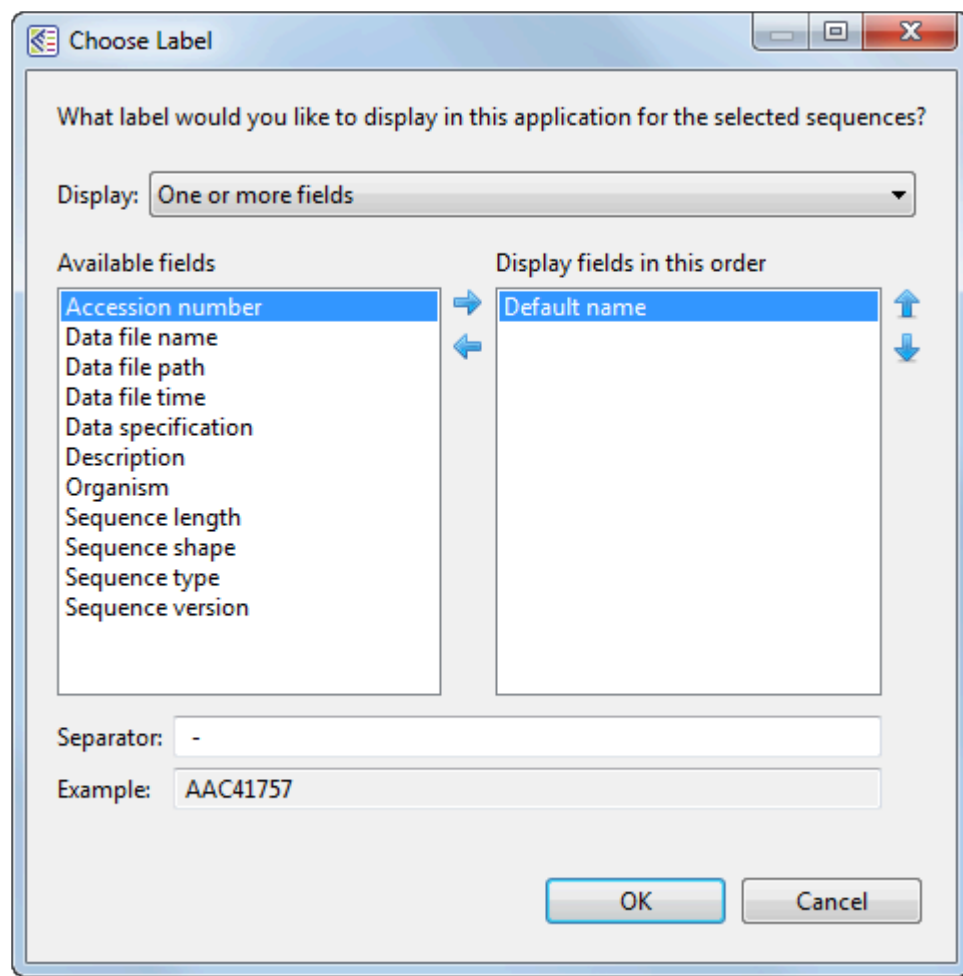 Choose Label
What label would you like to display in this application for the selected sequences?
Display: One or more fields
Available fields
Accession number
Data file name
Data file path
Data file time
Data specification
Description
Organism
Sequence length
Sequence shape
Sequence type
Sequence version
Display fields in this order
Default name
Separator: -
Example: AAC41757
OK Cancel